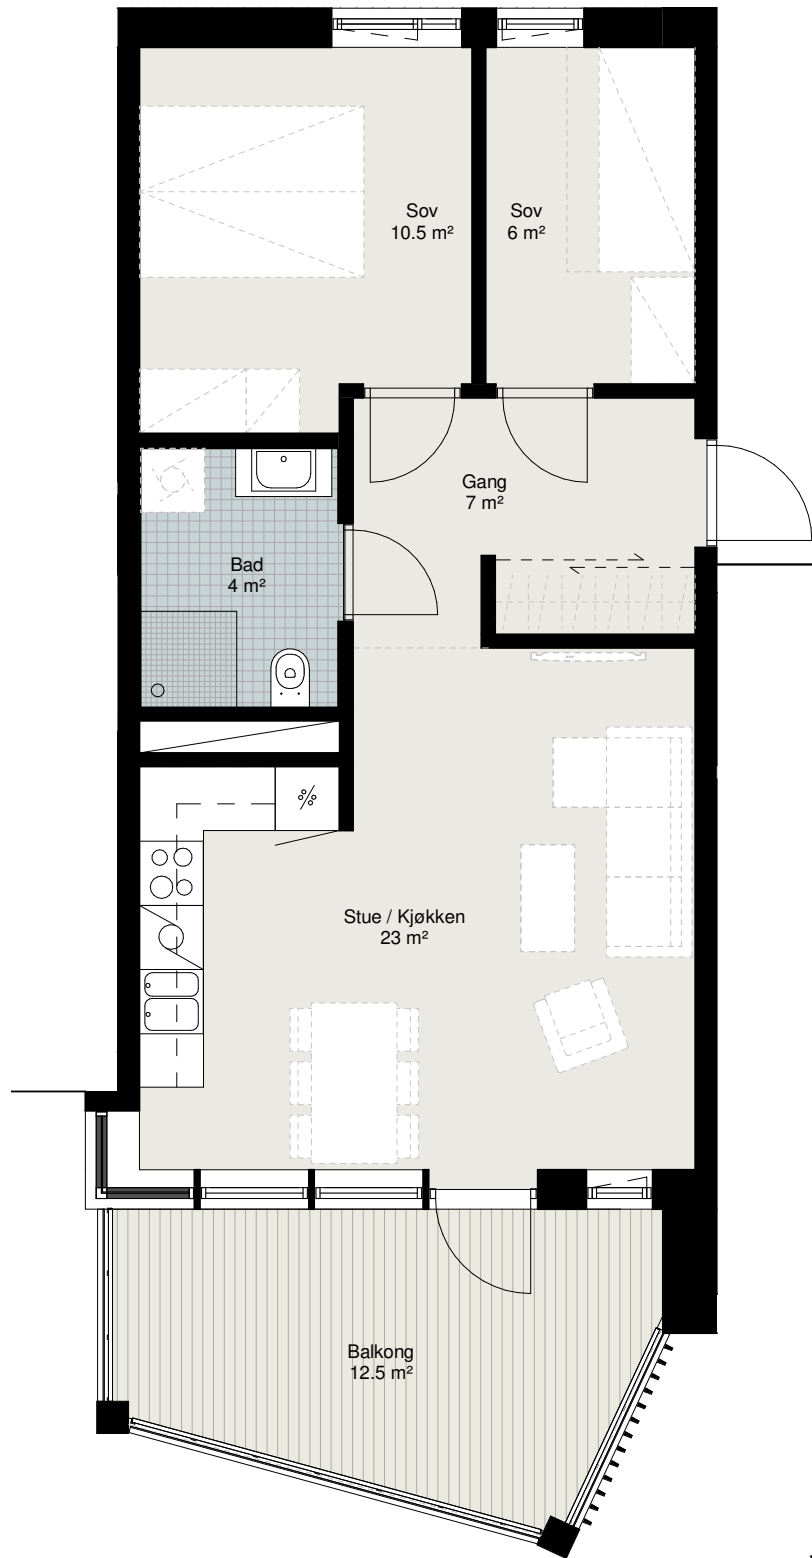 Sov
10.5 m²
Sov
6 m²
Gang
7 m²
Bad
4 m²
Stue / Kjøkken
23 m²
Balkong
12.5 m²